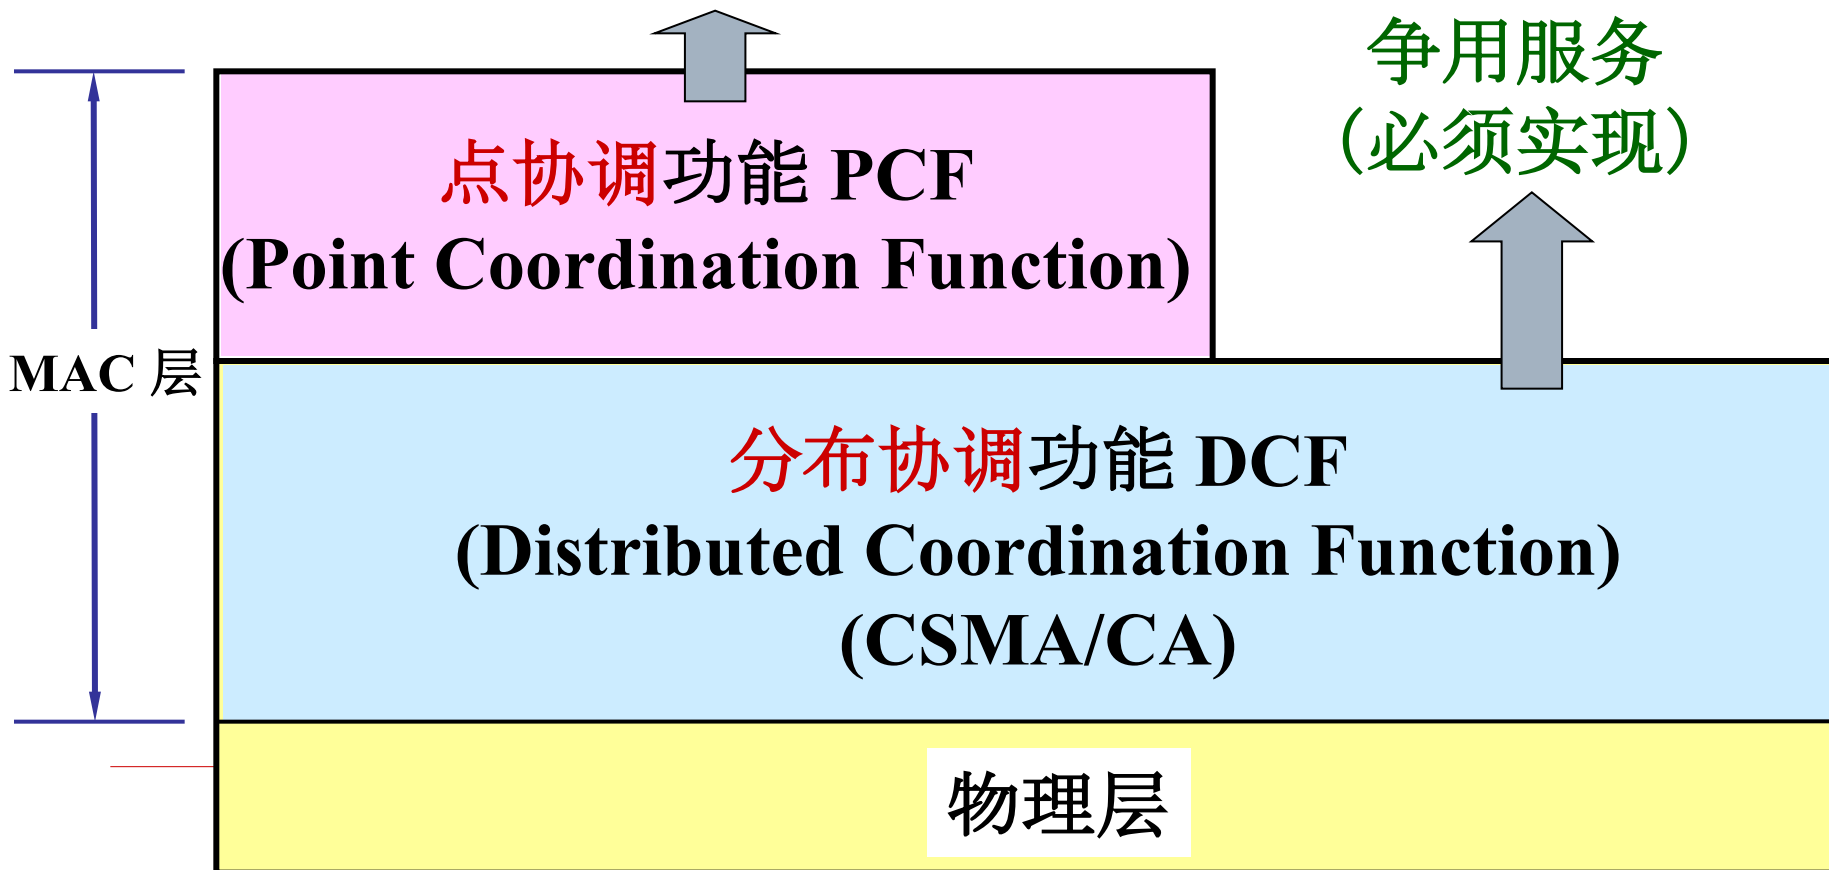 争用服务
(必须实现)
点协调功能 PCF
(Point Coordination Function)
MAC 层
分布协调功能 DCF
(Distributed Coordination Function)
(CSMA/CA)
物理层